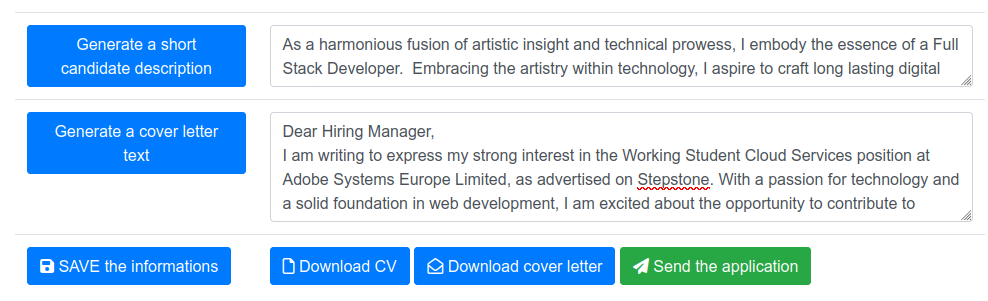 Generate a short
candidate description
As a harmonious fusion of artistic insight and technical prowess, I embody the essence of a Full
Stack Developer.  Embracing the artistry within technology, I aspire to craft long lasting digital
Generate a cover letter
text
Dear Hiring Manager,
I am writing to express my strong interest in the Working Student Cloud Services position at
Adobe Systems Europe Limited, as advertised on Stepstone. With a passion for technology and
a solid foundation in web development, I am excited about the opportunity to contribute to
SAVE the informations
Download CV
Download cover letter
Send the application